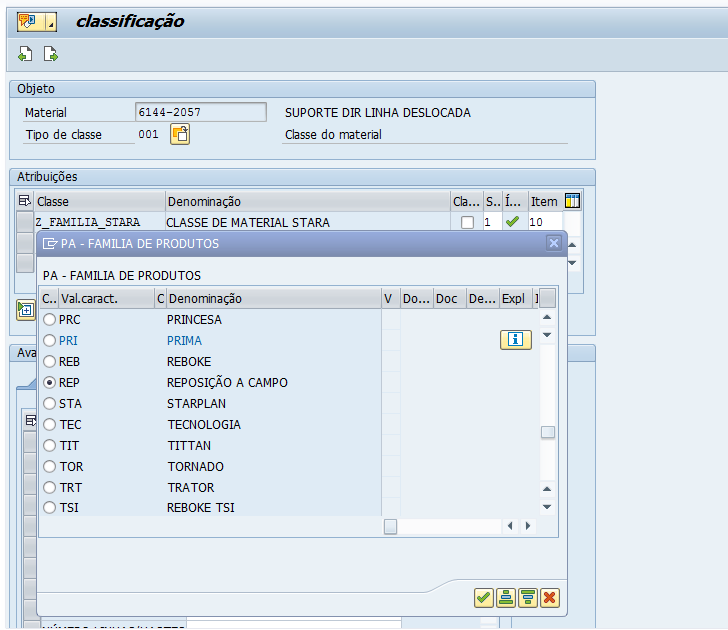 classificação
Objeto
Material 6144-2057 SUPORTE DIR LINHA DESLOCADA
Tipo de classe 001 Classe do material
Atribuições
Classe Denominação Cla... S.. Í... Item
Z_FAMILIA_STARA CLASSE DE MATERIAL STARA 1 10
PA - FAMILIA DE PRODUTOS
PA - FAMILIA DE PRODUTOS
C.. Val.caract. C Denominação V Do... Doc De... Expl
PRC PRINCESA
PRI PRIMA
REB REBOKE
REP REPOSIÇÃO A CAMPO
STA STARPLAN
TEC TECNOLOGIA
TIT TITTAN
TOR TORNADO
TRT TRATOR
TSI REBOKE TSI
Ava